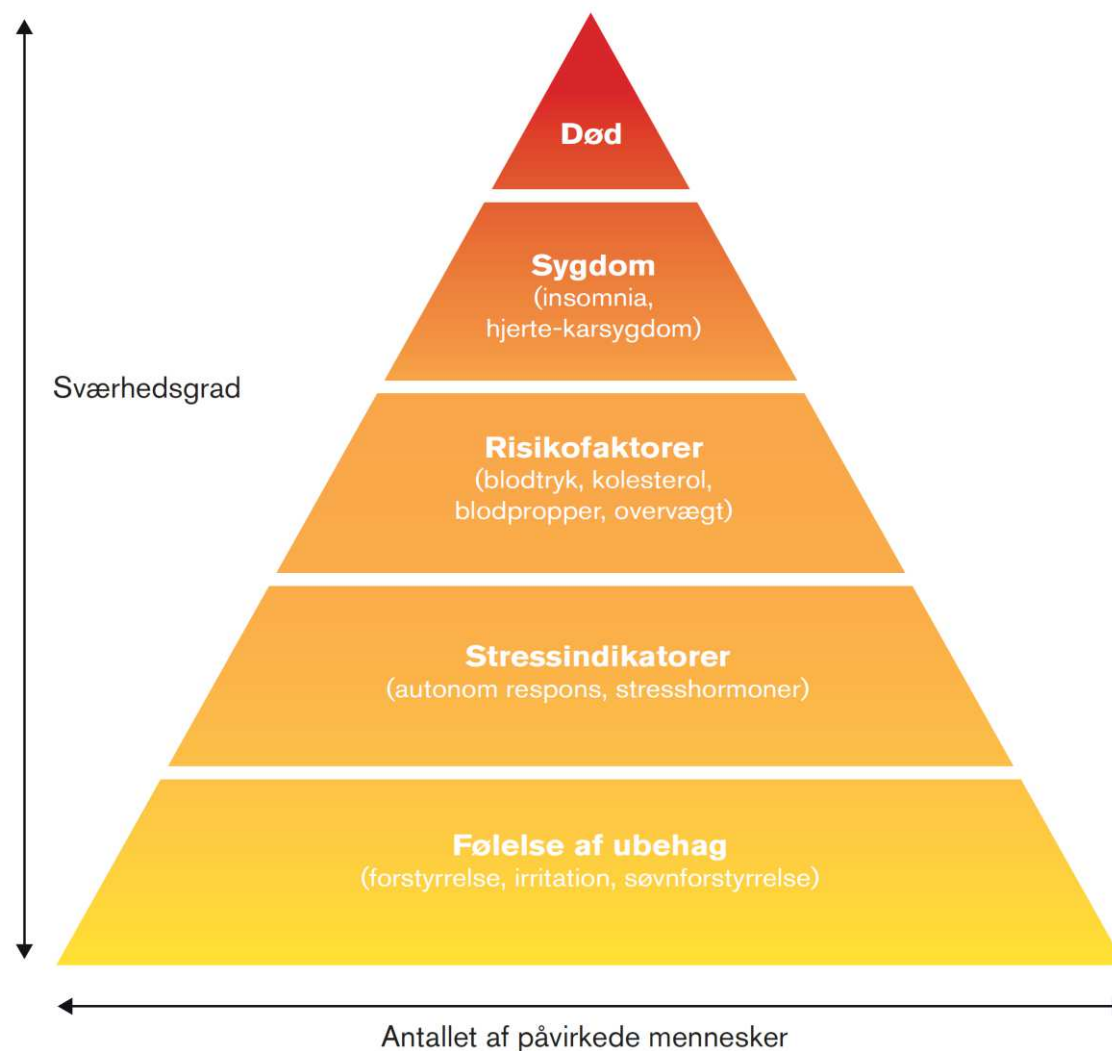 Død
Sygdom
(insomnia,
hjerte-karsygdom)
Sværhedsgrad
Risikofaktorer
(blodtryk, kolesterol,
blodpropper, overvægt)
Stressindikatorer
(autonom respons, stresshormoner)
Følelse af ubehag
(forstyrrelse, irritation, søvnforstyrrelse)
Antallet af påvirkede mennesker